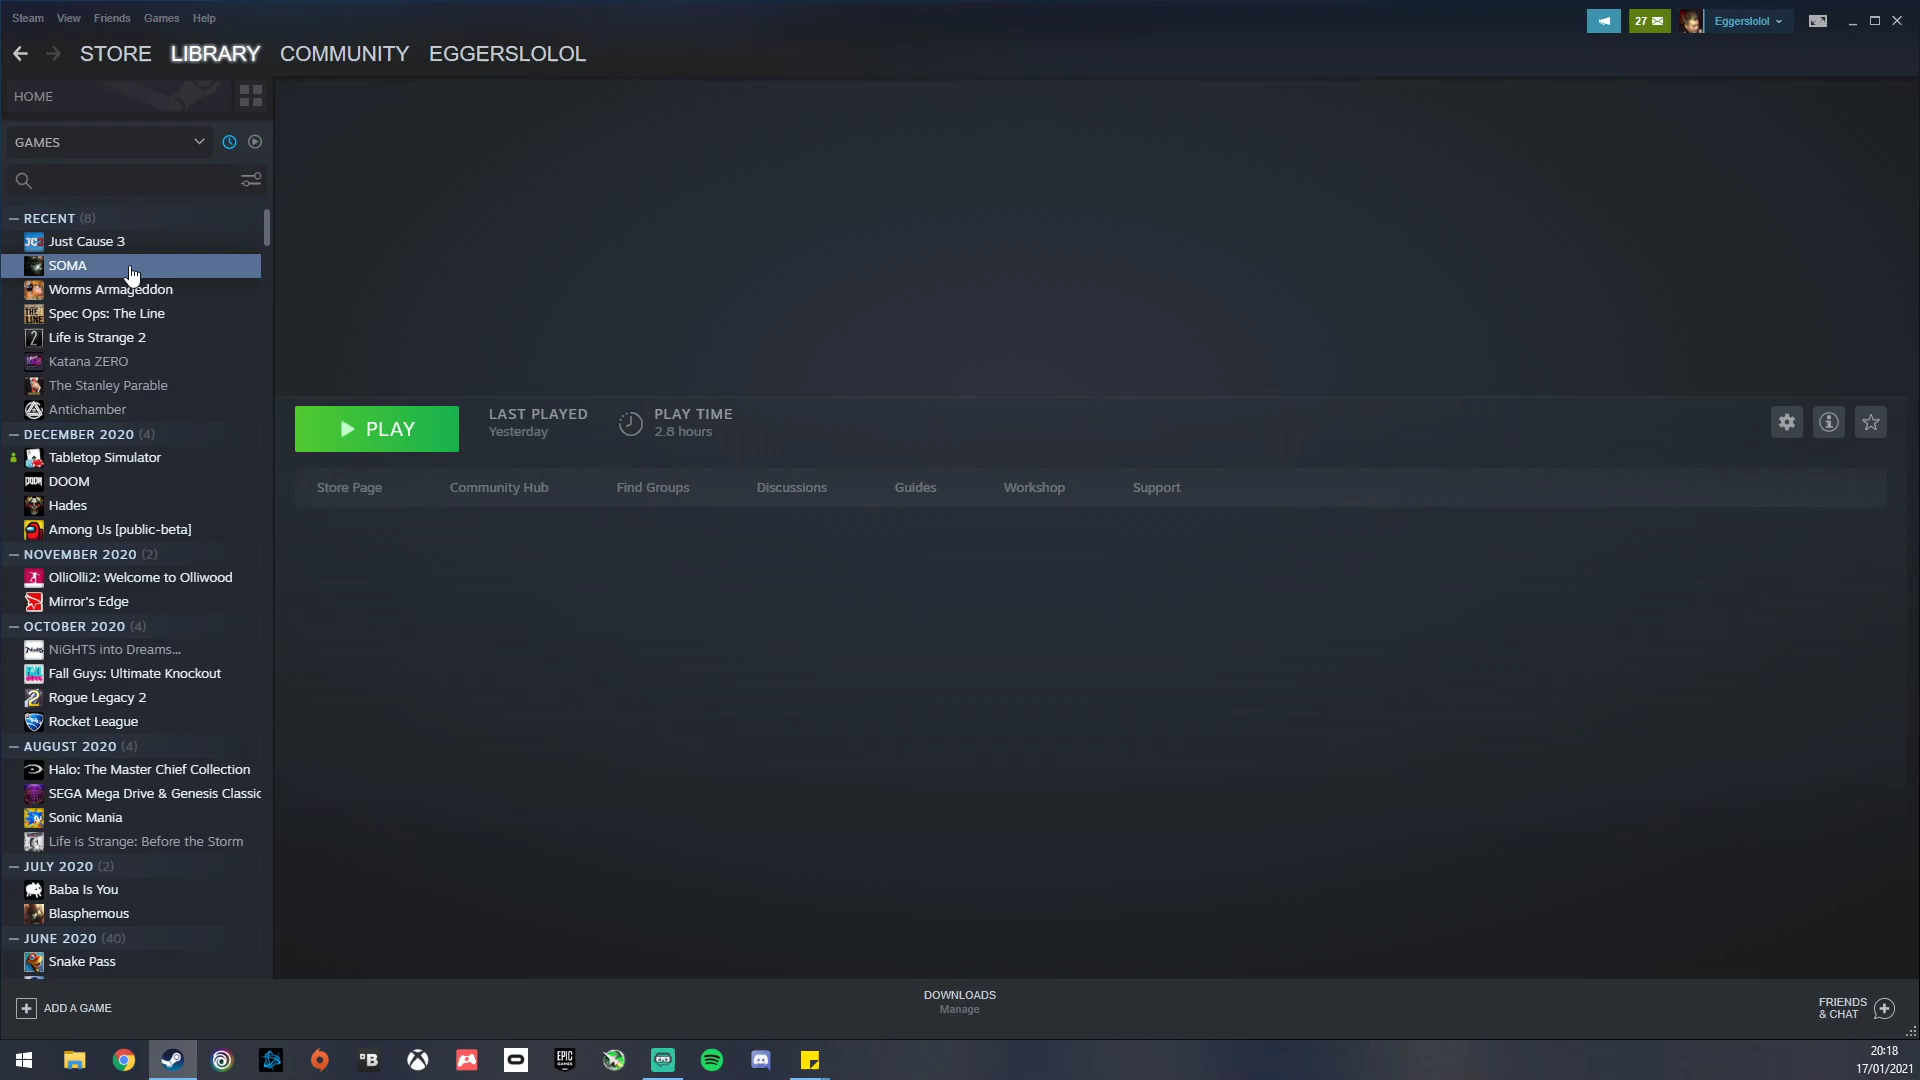 Steam View Friends Games Help
27
Eggerslolol
STORE LIBRARY COMMUNITY EGGERSLOLOL
HOME
GAMES
RECENT (8)
Just Cause 3
SOMA
Worms Armageddon
Spec Ops: The Line
Life is Strange 2
Katana ZERO
The Stanley Parable
Antichamber
DECEMBER 2020 (4)
Tabletop Simulator
DOOM
Hades
Among Us [public-beta]
NOVEMBER 2020 (2)
OlliOlli2: Welcome to Olliwood
Mirror's Edge
OCTOBER 2020 (4)
NiGHTS into Dreams...
Fall Guys: Ultimate Knockout
Rogue Legacy 2
Rocket League
AUGUST 2020 (4)
Halo: The Master Chief Collection
SEGA Mega Drive & Genesis Classic
Sonic Mania
Life is Strange: Before the Storm
JULY 2020 (2)
Baba Is You
Blasphemous
JUNE 2020 (40)
Snake Pass
PLAY
LAST PLAYED
Yesterday
PLAY TIME
2.8 hours
Store Page Community Hub Find Groups Discussions Guides Workshop Support
ADD A GAME
DOWNLOADS
Manage
FRIENDS
& CHAT
20:18
17/01/2021